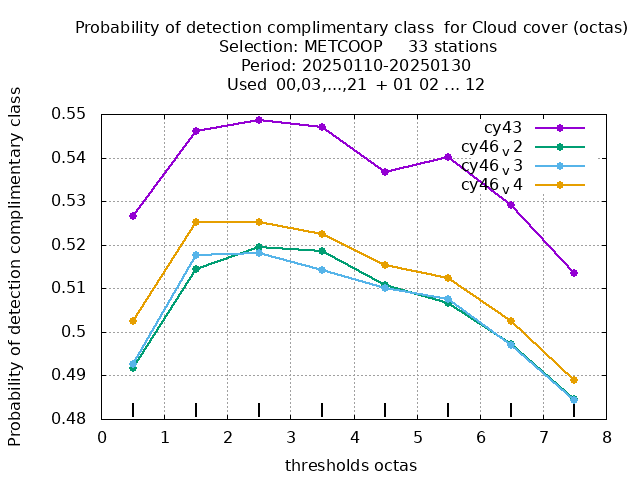 Probability of detection complimentary class  for Cloud cover (octas)
Selection: METCOOP     33 stations
Period: 20250110-20250130
Used  00,03,...,21  + 01 02 ... 12
Probability of detection complimentary class
0.55
0.54
0.53
0.52
0.51
0.5
0.49
0.48
cy43
cy46v2
cy46v3
cy46v4
0 1 2 3 4 5 6 7 8
thresholds octas